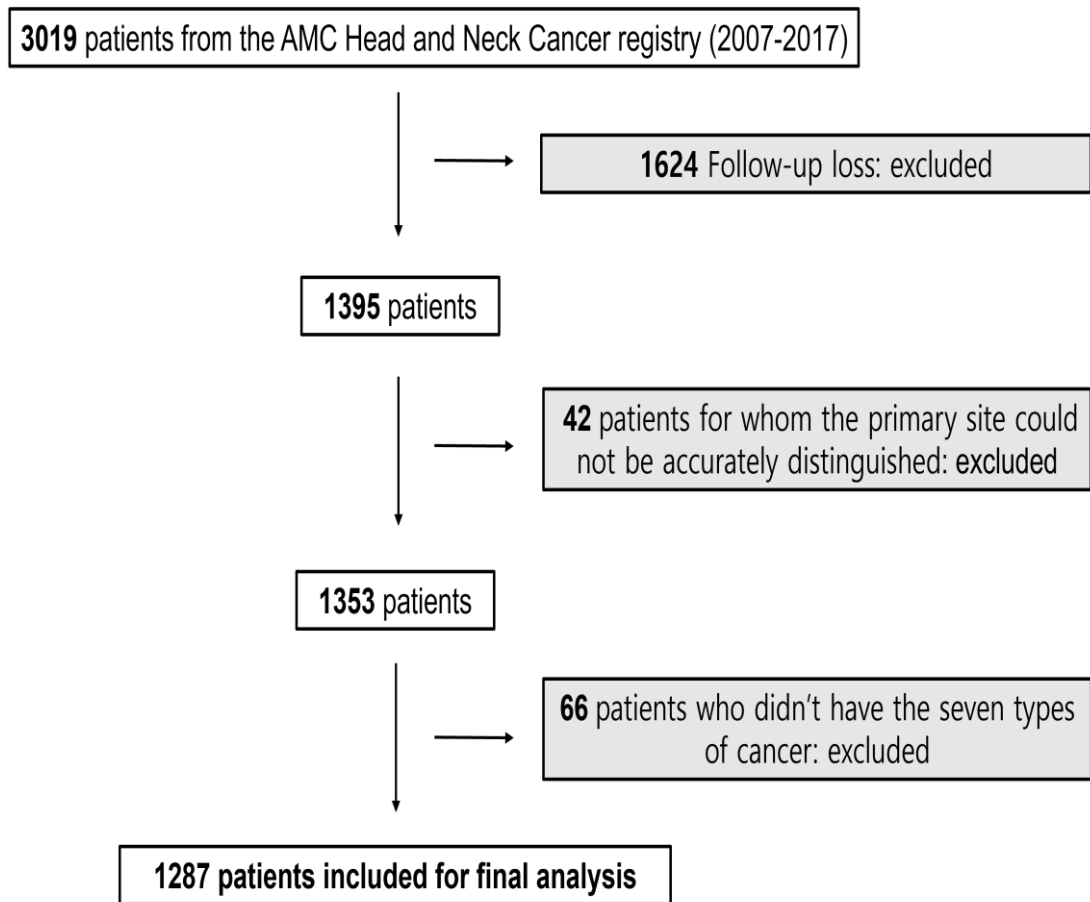 3019 patients from the AMC Head and Neck Cancer registry (2007-2017)
1624 Follow-up loss: excluded
1395 patients
42 patients for whom the primary site could
not be accurately distinguished: excluded
1353 patients
66 patients who didn’t have the seven types
of cancer: excluded
1287 patients included for final analysis